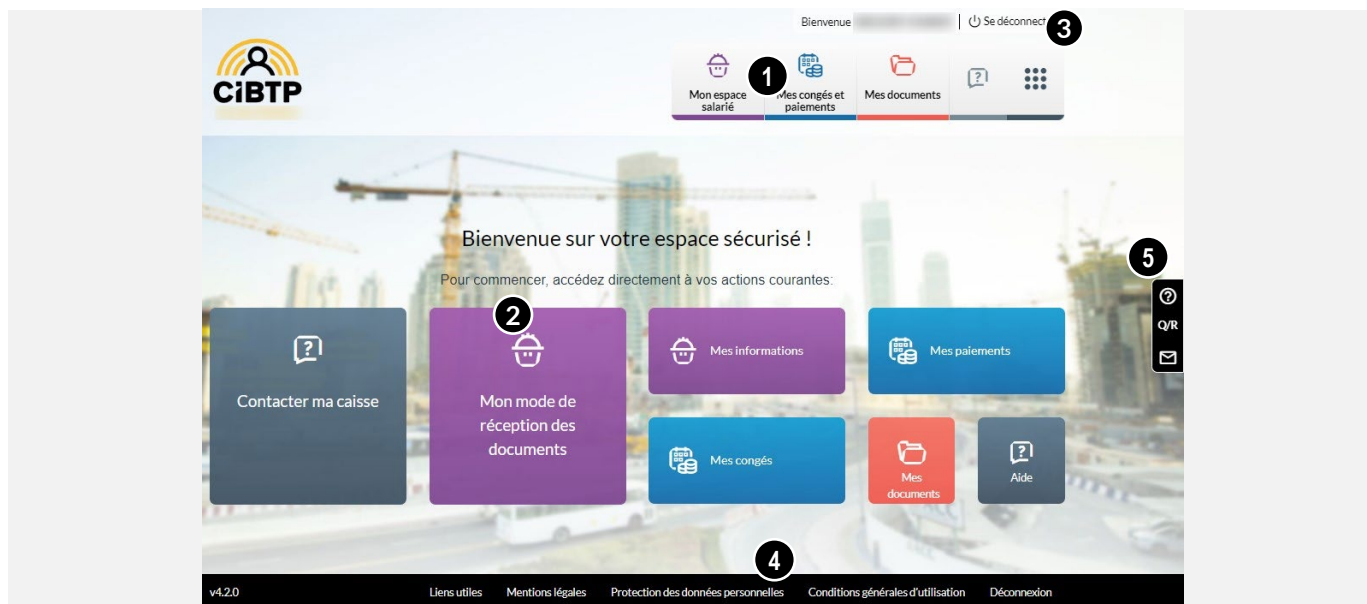 Bienvenue
Se déconnect
3
CiBTP
1
Mon espace
salarié
Mes congés et
paiements
Mes documents
Bienvenue sur votre espace sécurisé !
Pour commencer, accédez directement à vos actions courantes:
5
2
Q/R
Contacter ma caisse
Mon mode de
réception des
documents
Mes informations
Mes paiements
Mes congés
Mes
documents
Aide
4
v4.2.0
Liens utiles
Mentions légales
Protection des données personnelles
Conditions générales d'utilisation
Déconnexion